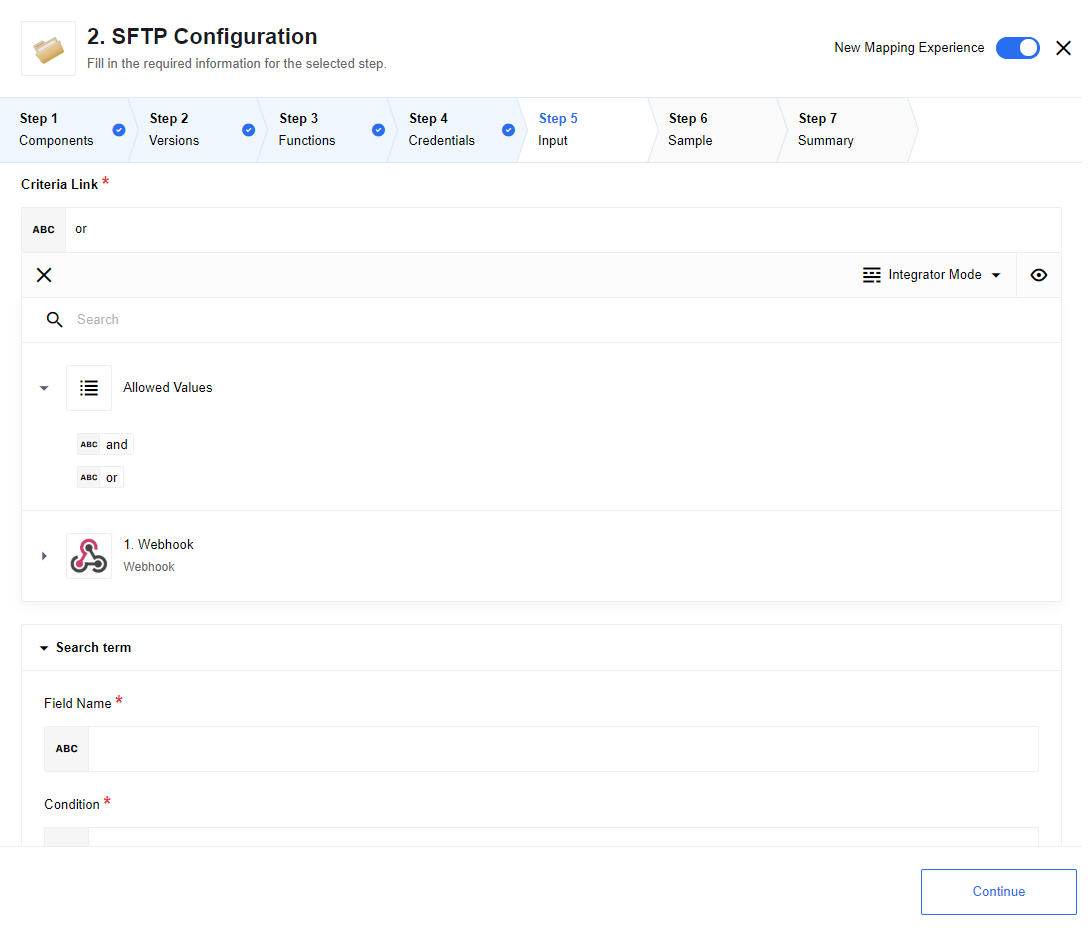 2. SFTP Configuration
Fill in the required information for the selected step.
New Mapping Experience
Step 1
Components
Step 2
Versions
Step 3
Functions
Step 4
Credentials
Step 5
Input
Step 6
Sample
Step 7
Summary
Criteria Link *
ABC or
Integrator Mode
Search
Allowed Values
ABC and
ABC or
1. Webhook
Webhook
Search term
Field Name *
ABC
Condition *
Continue